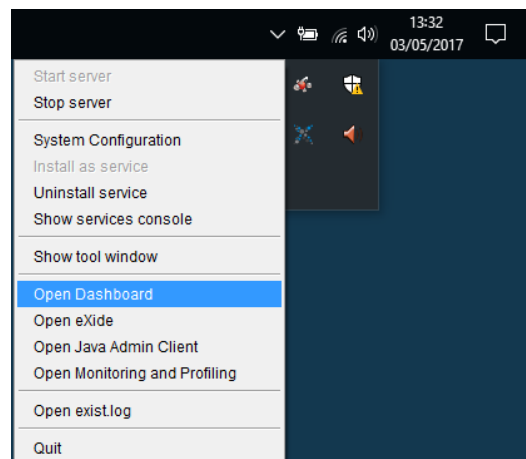 13:32
03/05/2017
Start server
Stop server
System Configuration
Install as service
Uninstall service
Show services console
Show tool window
Open Dashboard
Open eXide
Open Java Admin Client
Open Monitoring and Profiling
Open exist.log
Quit